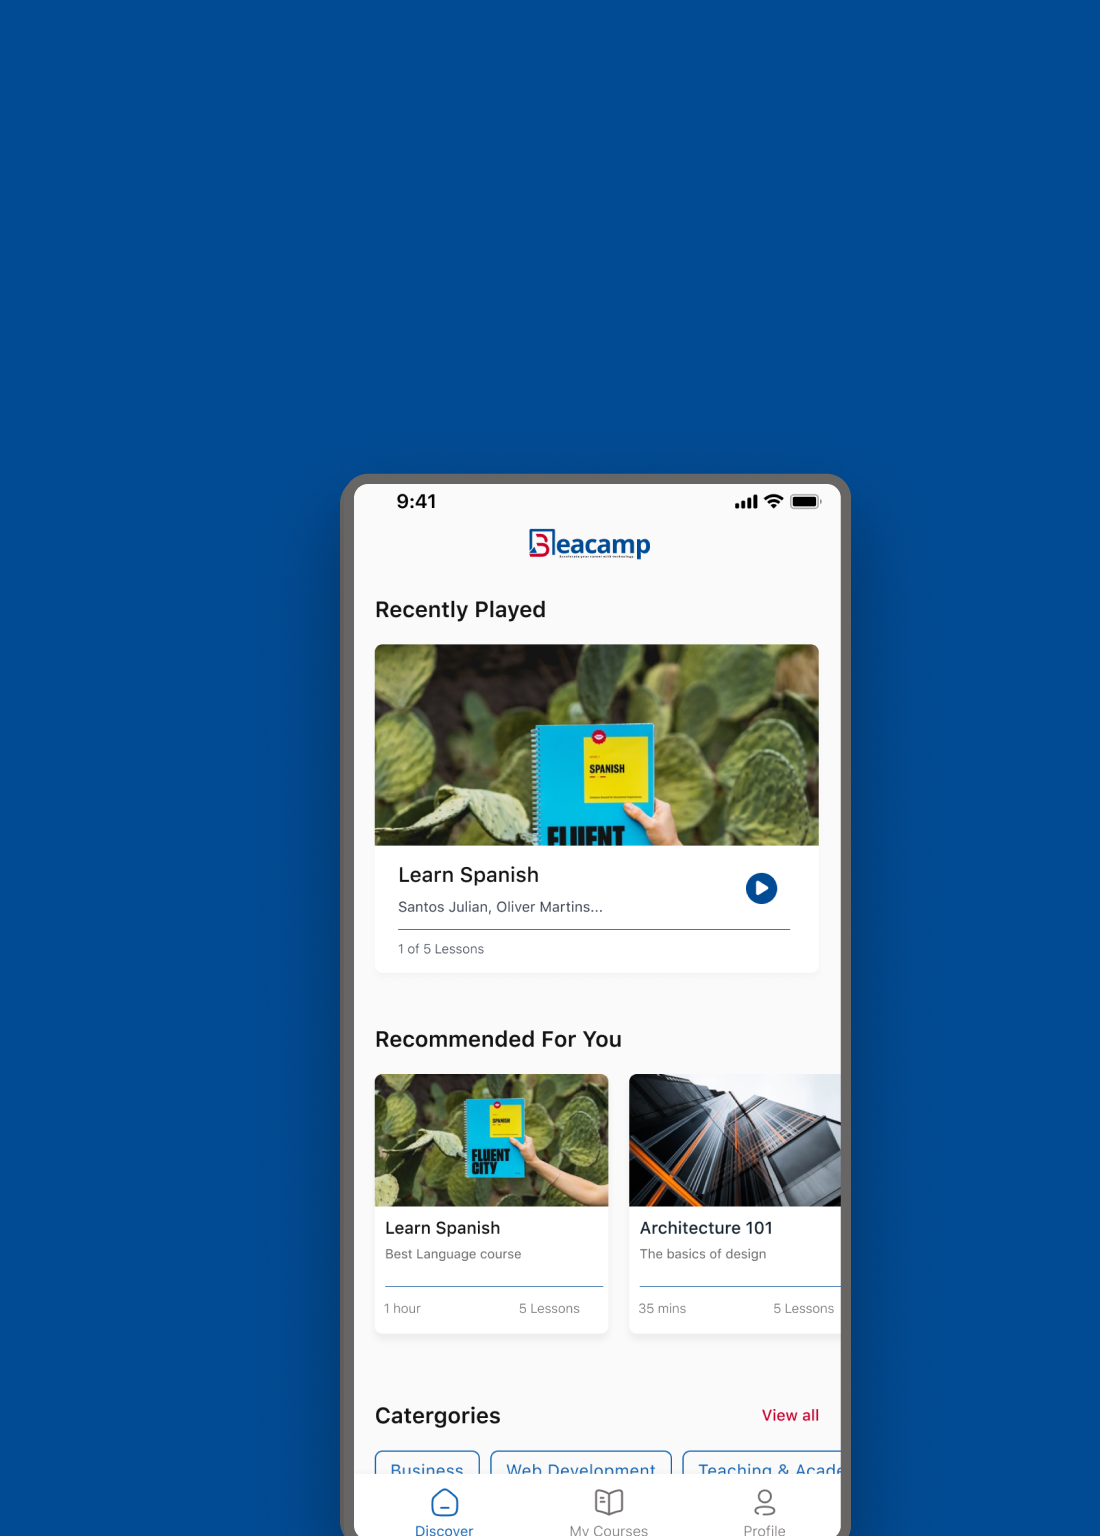 9:41
Beacamp
Recently Played
SPANISH
FLUENT
Learn Spanish
Santos Julian, Oliver Martins...
1 of 5 Lessons
Recommended For You
SPANISH
FLUENT
CITY
Learn Spanish
Best Language course
1 hour
5 Lessons
Architecture 101
The basics of design
35 mins
5 Lessons
Catergories
View all
Business
Web Development
Teaching & Acade
Discover
My Courses
Profile